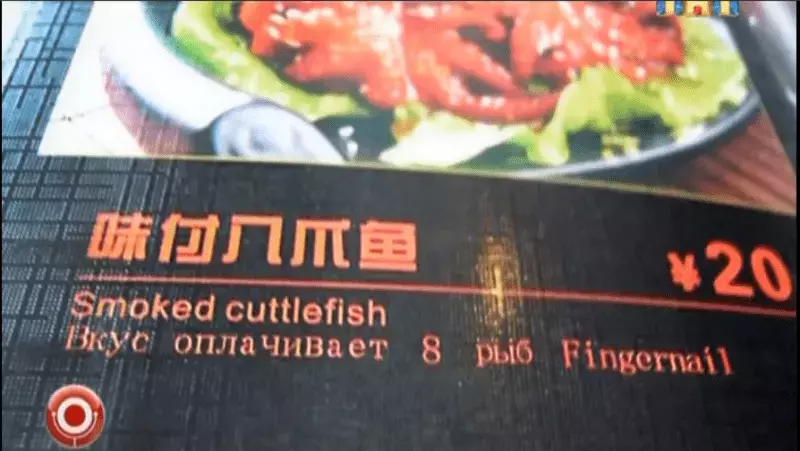 味付八爪鱼
¥20
Smoked cuttlefish
Вкус оплачивает 8 рыб Fingernail